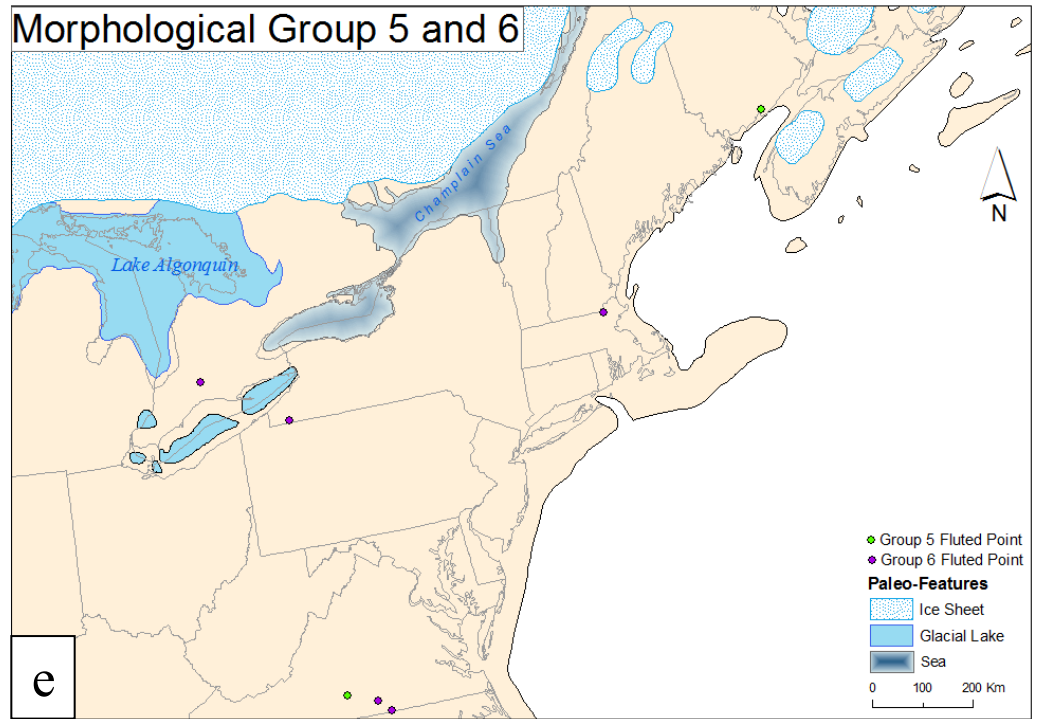 Morphological Group 5 and 6
Champlain Sea
Lake Algonquin
N
Group 5 Fluted Point
Group 6 Fluted Point
Paleo-Features
Ice Sheet
Glacial Lake
Sea
0 100 200 Km
e